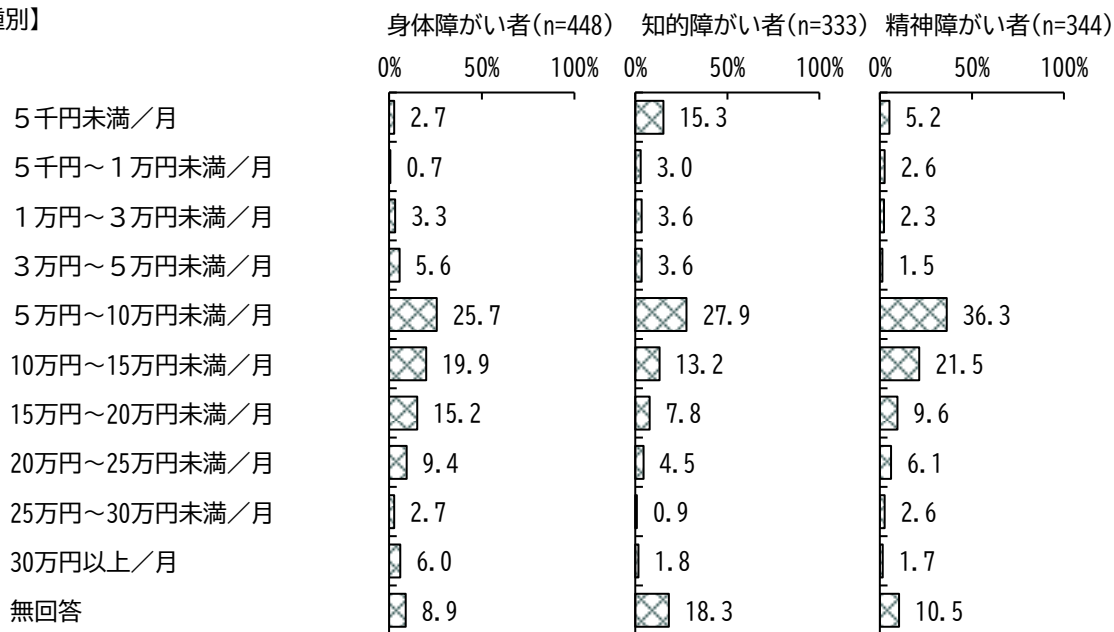 別】
身体障がい者(n=448) 知的障がい者(n=333) 精神障がい者(n=344)
0% 50% 100% 0% 50% 100% 0% 50% 100%
５千円未満／月 2.7 15.3 5.2
５千円～１万円未満／月 0.7 3.0 2.6
１万円～３万円未満／月 3.3 3.6 2.3
３万円～５万円未満／月 5.6 3.6 1.5
５万円～10万円未満／月 25.7 27.9 36.3
10万円～15万円未満／月 19.9 13.2 21.5
15万円～20万円未満／月 15.2 7.8 9.6
20万円～25万円未満／月 9.4 4.5 6.1
25万円～30万円未満／月 2.7 0.9 2.6
30万円以上／月 6.0 1.8 1.7
無回答 8.9 18.3 10.5